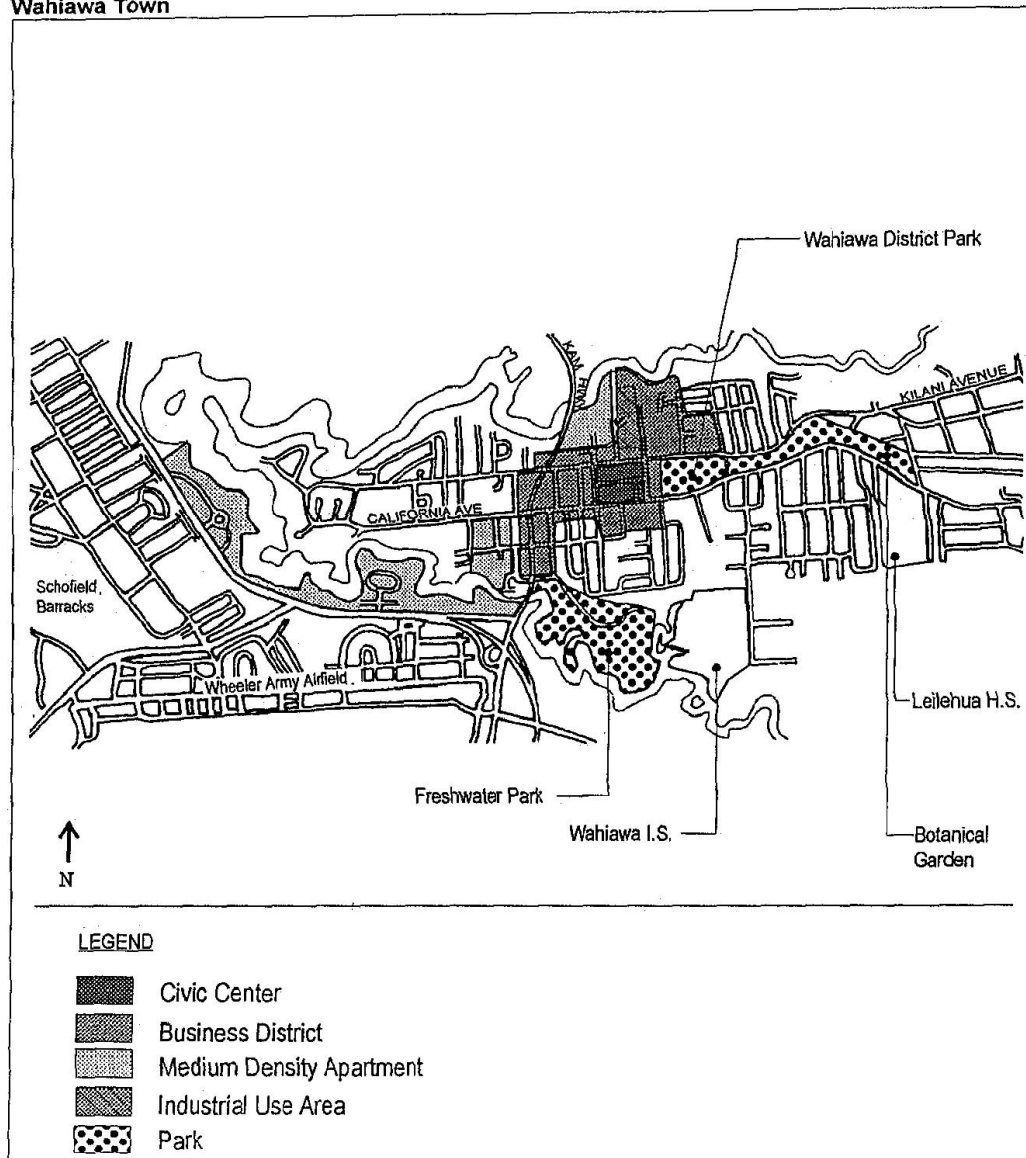 Wahiawa Town
Wahiawa District Park
KAM. HWY
KILANI AVENUE
CALIFORNIA AVE
Schofield
Barracks
Wheeler Army Airfield
Leilehua H.S.
Freshwater Park
Wahiawa I.S.
Botanical
Garden
N
LEGEND
Civic Center
Business District
Medium Density Apartment
Industrial Use Area
Park